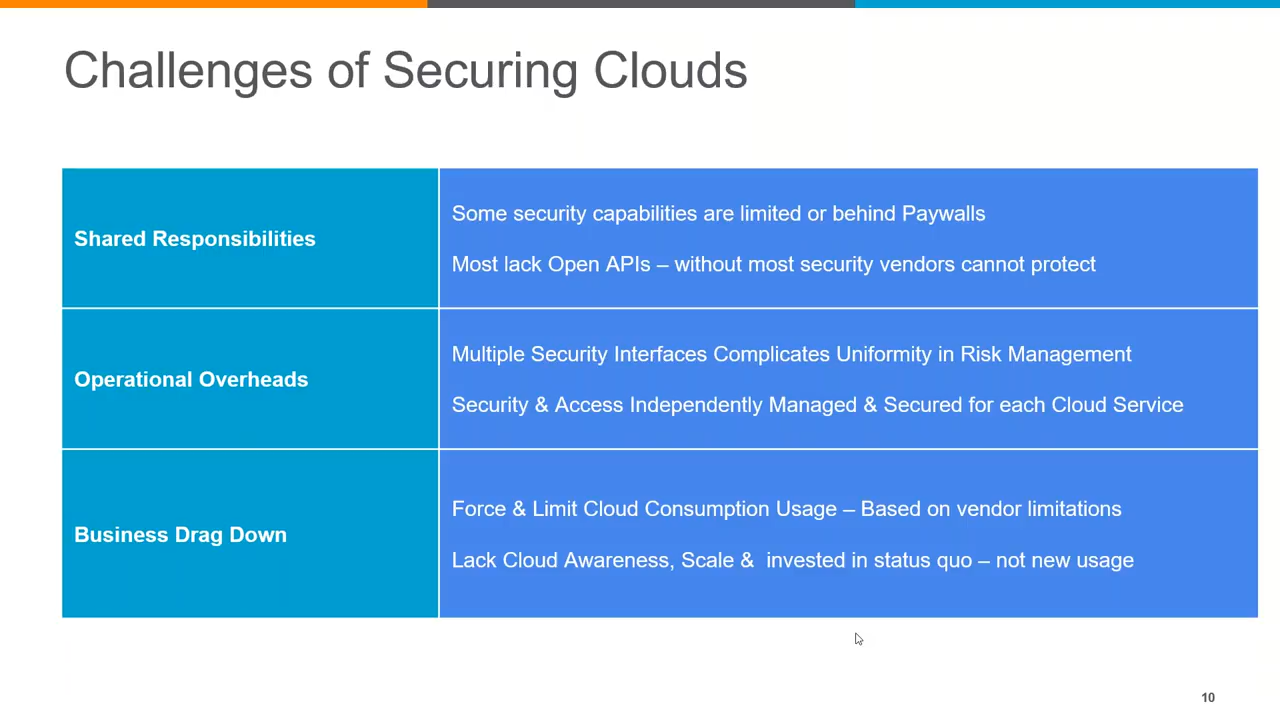 Challenges of Securing Clouds
Shared Responsibilities
Some security capabilities are limited or behind Paywalls
Most lack Open APIs – without most security vendors cannot protect
Operational Overheads
Multiple Security Interfaces Complicates Uniformity in Risk Management
Security & Access Independently Managed & Secured for each Cloud Service
Business Drag Down
Force & Limit Cloud Consumption Usage – Based on vendor limitations
Lack Cloud Awareness, Scale &  invested in status quo – not new usage
10